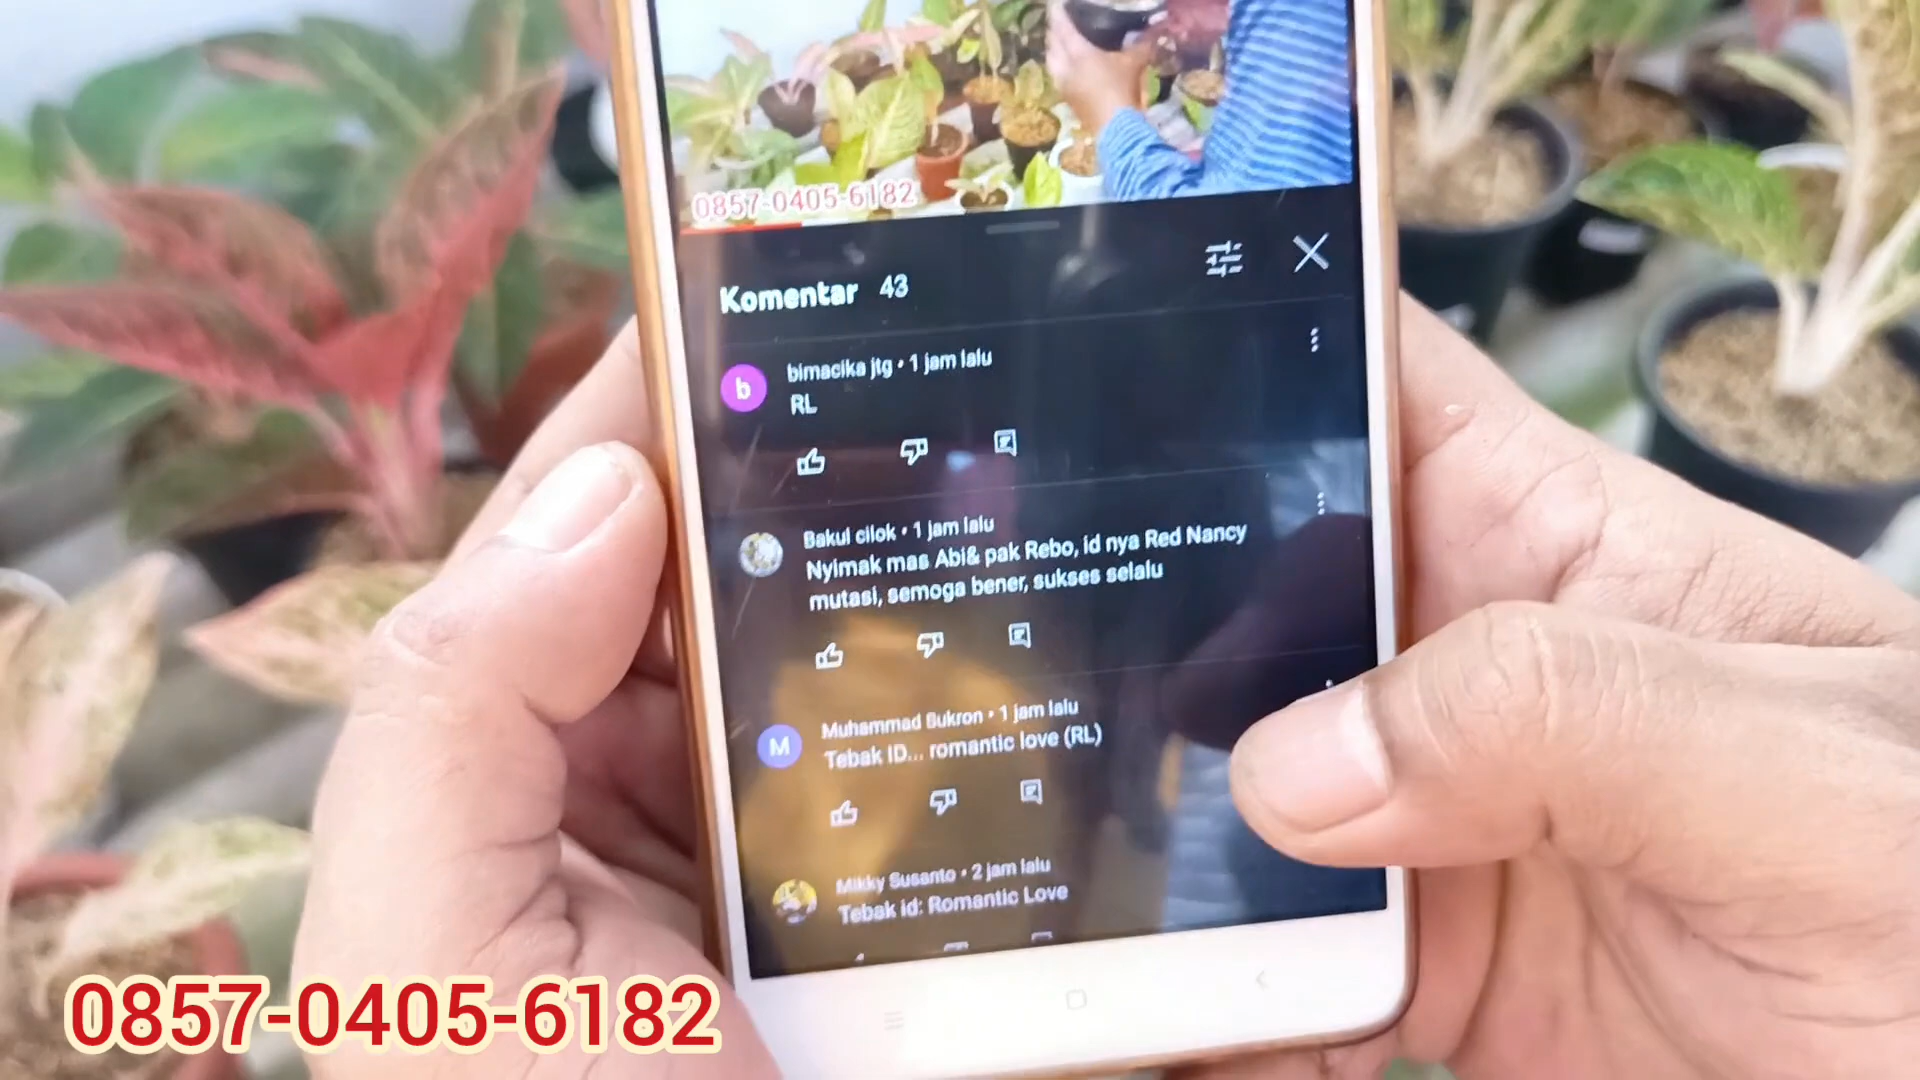 0857-0405-6182
Komentar 43
b
bimacika jtg • 1 jam lalu
RL
Bakul cilok • 1 jam lalu
Nyimak mas Abi& pak Rebo, id nya Red Nancy
mutasi, semoga bener, sukses selalu
M
Muhammad Sukron • 1 jam lalu
Tebak ID... romantic love (RL)
Mikky Susanto • 2 jam lalu
Tebak id: Romantic Love
0857-0405-6182